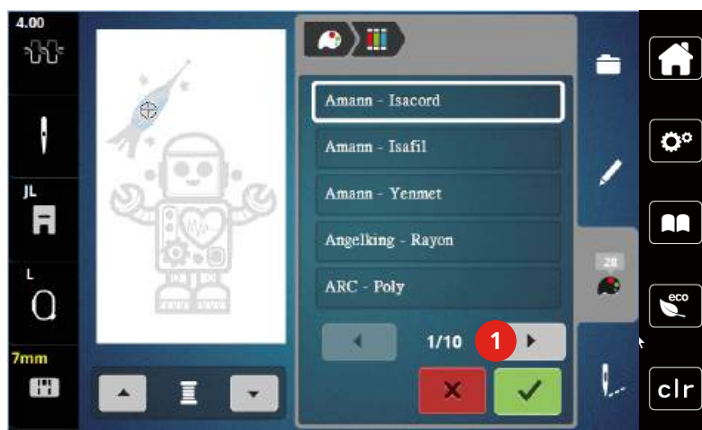 4.00
JL
L
7mm
Amann - Isacord
Amann - Isafil
Amann - Yenmet
Angelking - Rayon
ARC - Poly
1/10
1
28
eco
clr